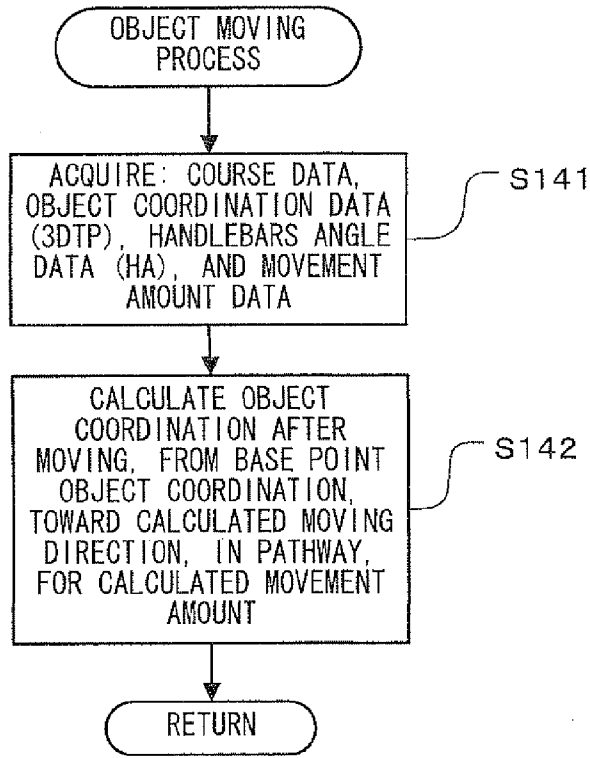 OBJECT MOVING
PROCESS
ACQUIRE: COURSE DATA,
OBJECT COORDINATION DATA
(3DTP), HANDLEBARS ANGLE
DATA (HA), AND MOVEMENT
AMOUNT DATA
S141
CALCULATE OBJECT
COORDINATION AFTER
MOVING, FROM BASE POINT
OBJECT COORDINATION,
TOWARD CALCULATED MOVING
DIRECTION, IN PATHWAY,
FOR CALCULATED MOVEMENT
AMOUNT
S142
RETURN